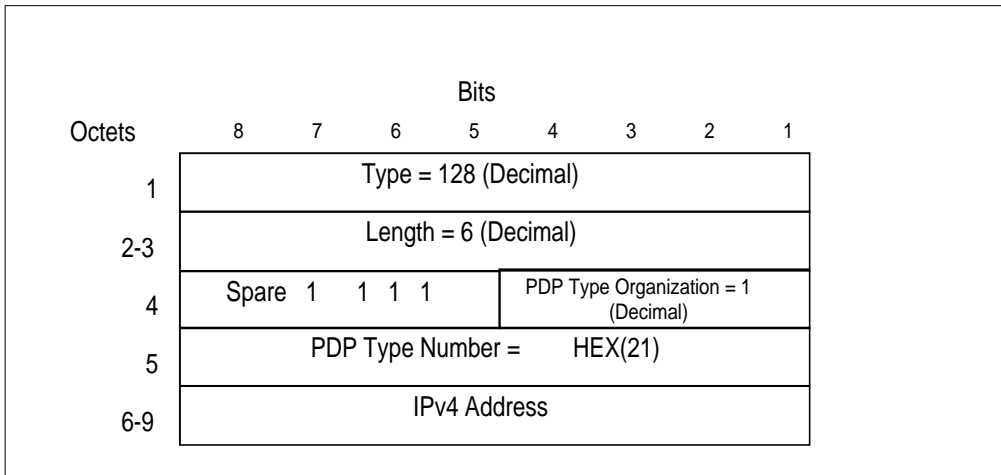 Bits
Octets 8 7 6 5 4 3 2 1
1 Type = 128 (Decimal)
2-3 Length = 6 (Decimal)
4 Spare 1 1 1 1 PDP Type Organization = 1
(Decimal)
5 PDP Type Number = HEX(21)
6-9 IPv4 Address